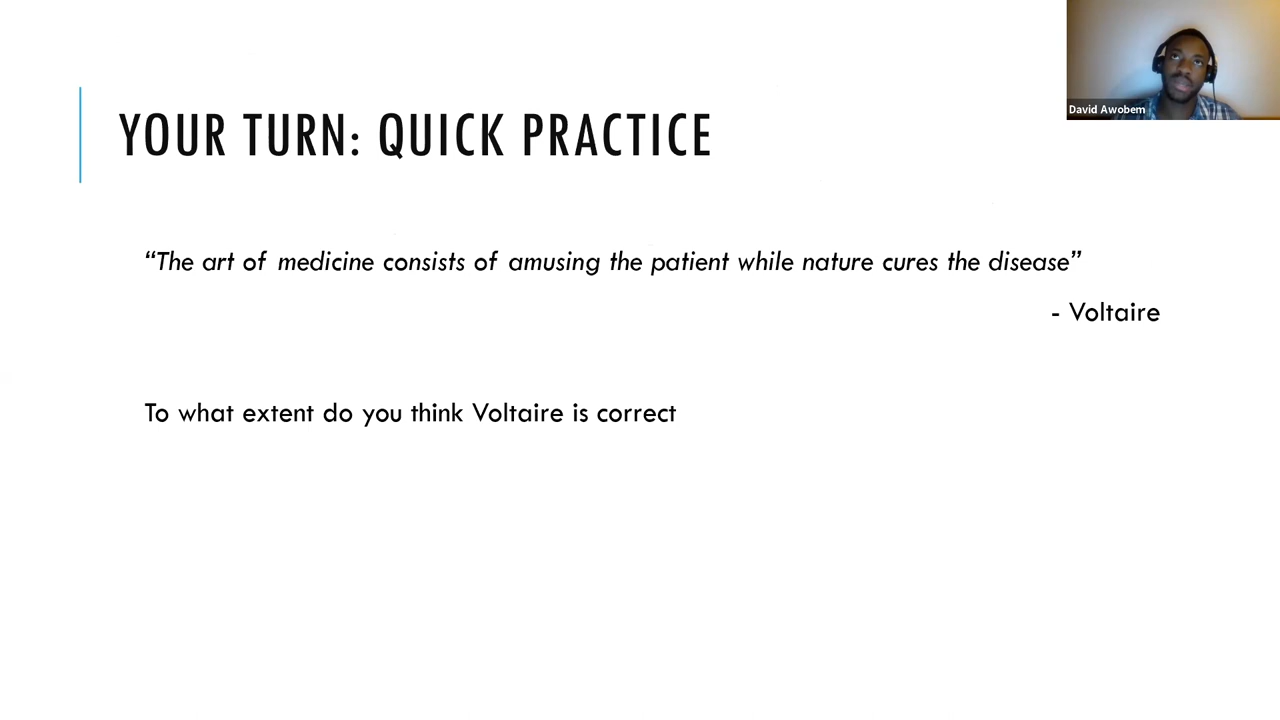 David Awobem
YOUR TURN: QUICK PRACTICE
“The art of medicine consists of amusing the patient while nature cures the disease”
- Voltaire
To what extent do you think Voltaire is correct